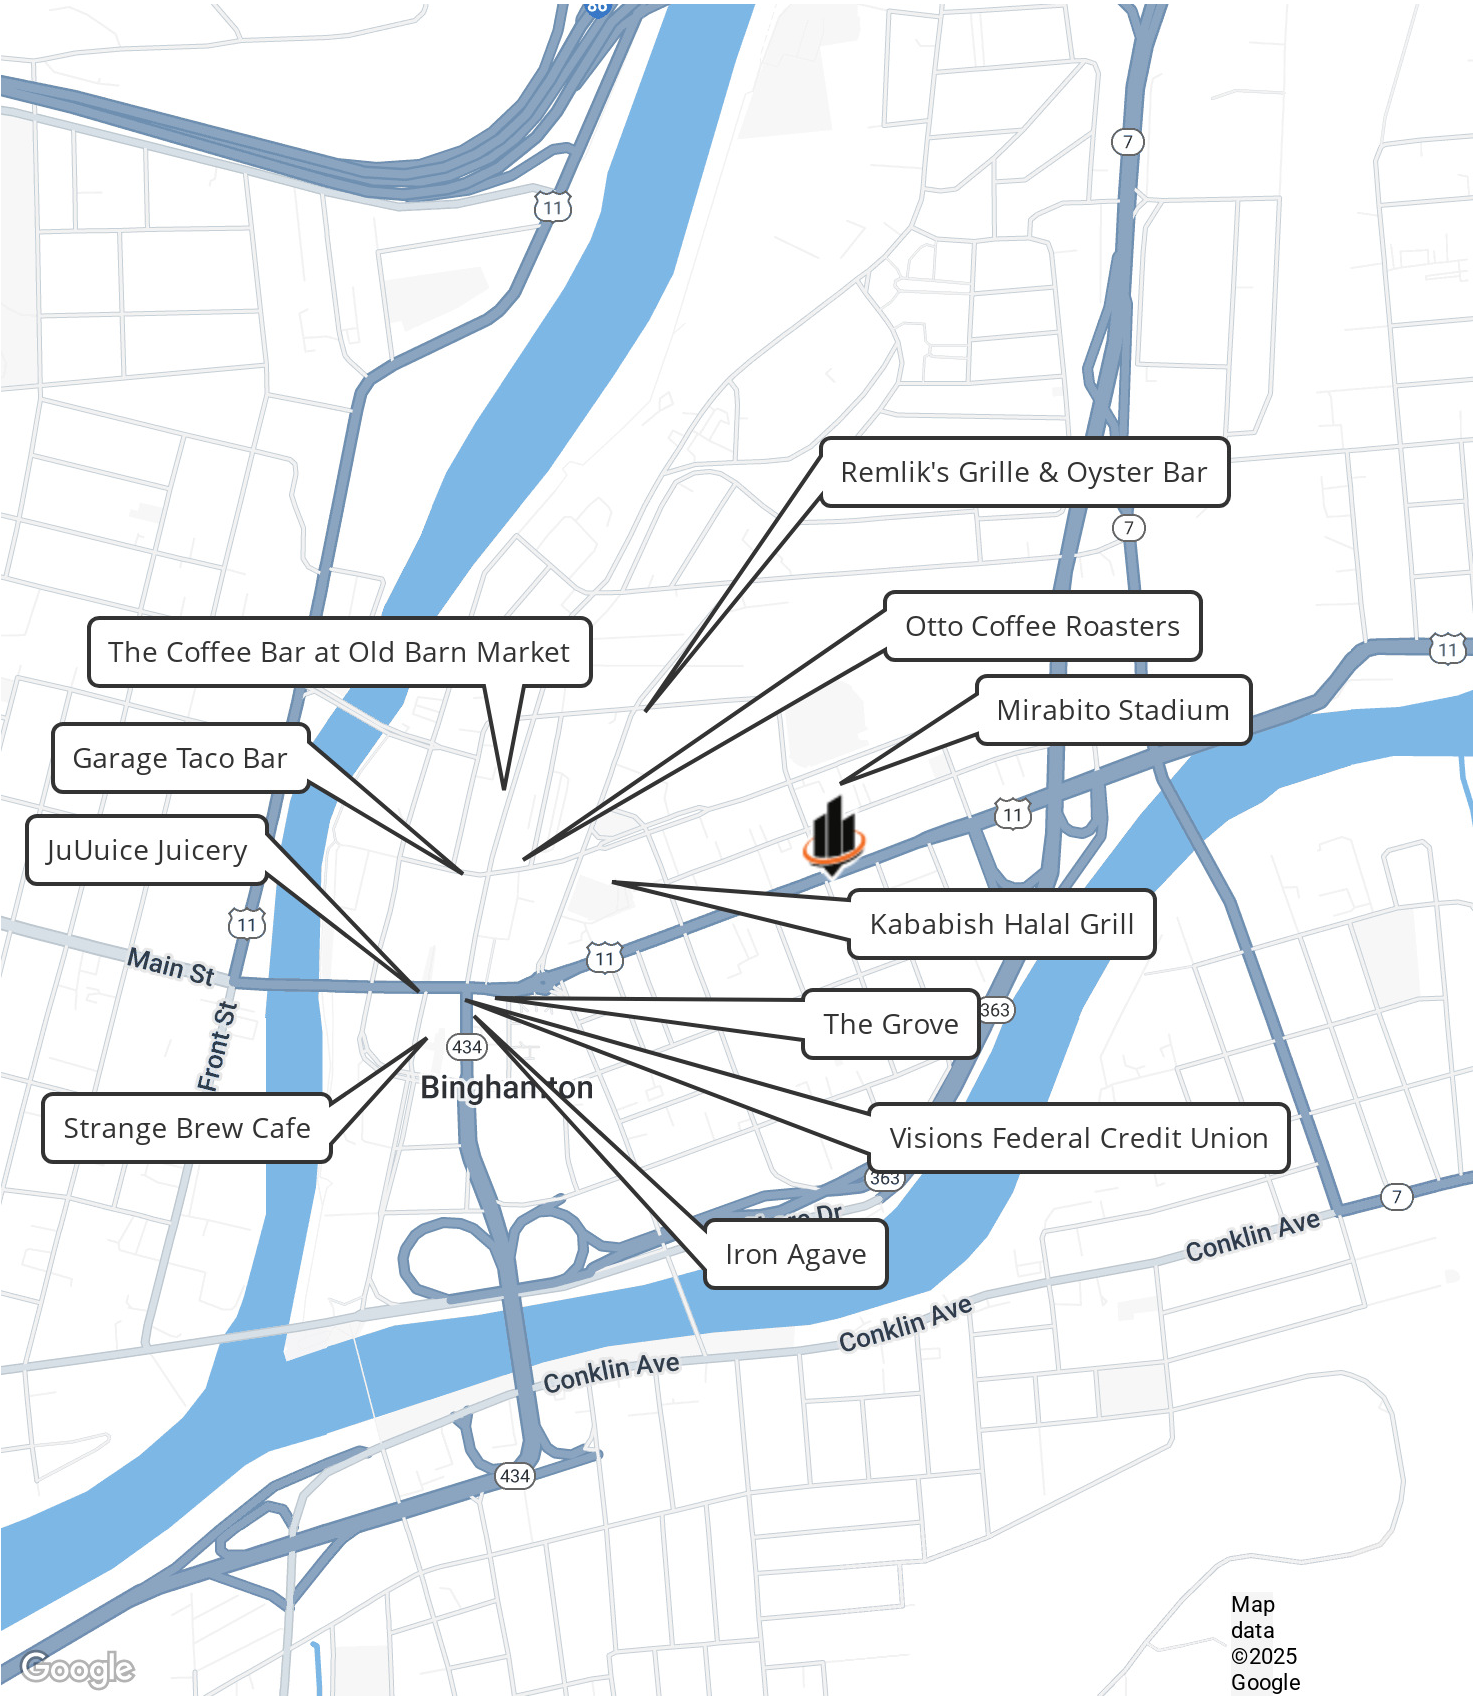 86
7
11
Remlik's Grille & Oyster Bar
7
Otto Coffee Roasters
The Coffee Bar at Old Barn Market
11
Mirabito Stadium
Garage Taco Bar
11
JuUuice Juicery
11
Kababish Halal Grill
Main St
11
363
The Grove
Front St
434
Binghamton
Strange Brew Cafe
Visions Federal Credit Union
363
7
Dr
Conklin Ave
Iron Agave
Conklin Ave
Conklin Ave
434
Map
data
©2025
Google
Google